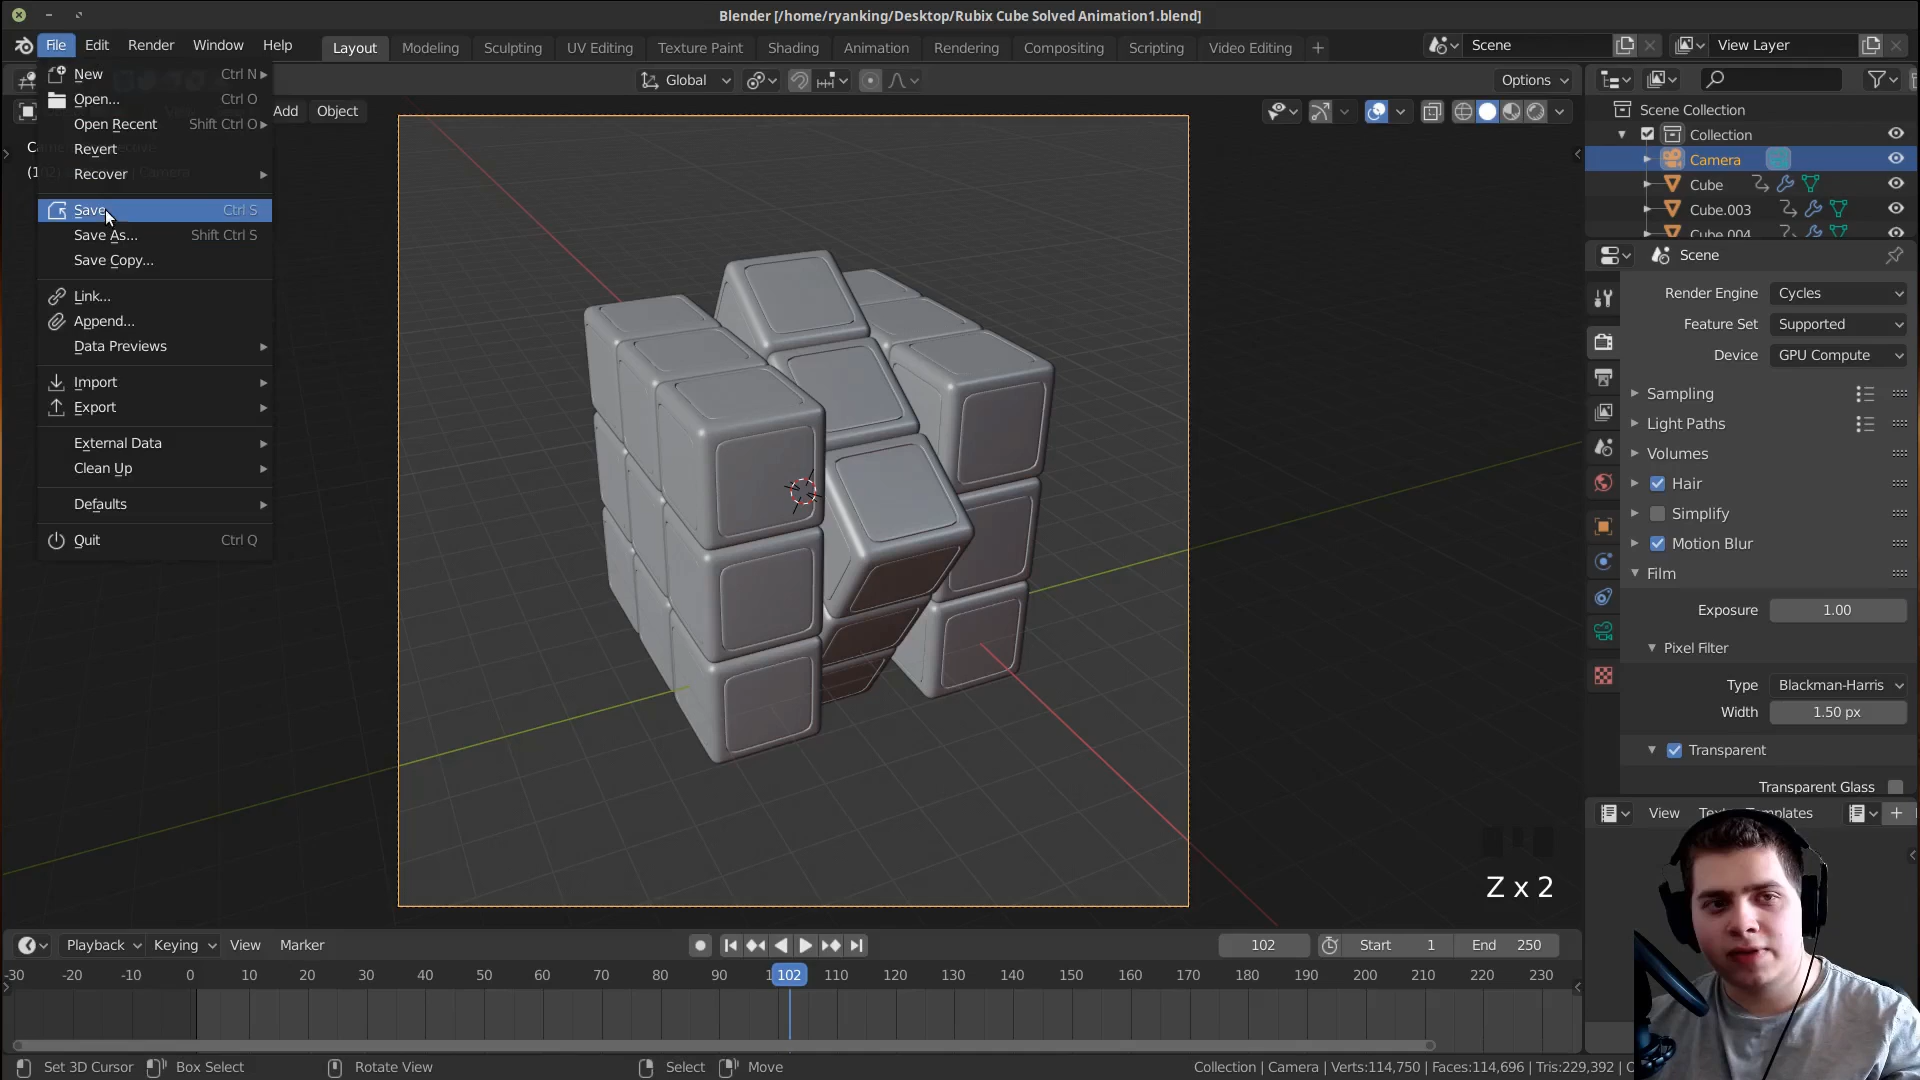 Blender [/home/ryanking/Desktop/Rubix Cube Solved Animation1.blend]
File Edit Render Window Help
Layout Modeling Sculpting UV Editing Texture Paint Shading Animation Rendering Compositing Scripting Video Editing +
Scene
View Layer
Global
Options
Add Object
New Ctrl N
Open... Ctrl O
Open Recent Shift Ctrl O
Revert
Recover
Save Ctrl S
Save As... Shift Ctrl S
Save Copy...
Link...
Append...
Data Previews
Import
Export
External Data
Clean Up
Defaults
Quit Ctrl Q
Scene Collection
Collection
Camera
Cube
Cube.003
Cube.004
Scene
Render Engine Cycles
Feature Set Supported
Device GPU Compute
Sampling
Light Paths
Volumes
Hair
Simplify
Motion Blur
Film
Exposure 1.00
Pixel Filter
Type Blackman-Harris
Width 1.50 px
Transparent
Transparent Glass
View
Z x 2
Playback Keying View Marker
102 Start 1 End 250
-30 -20 -10 0 10 20 30 40 50 60 70 80 90 102 110 120 130 140 150 160 170 180 190 200 210 220 230
Set 3D Cursor Box Select Rotate View Select Move
Collection | Camera | Verts:114,750 | Faces:114,696 | Tris:229,392 |